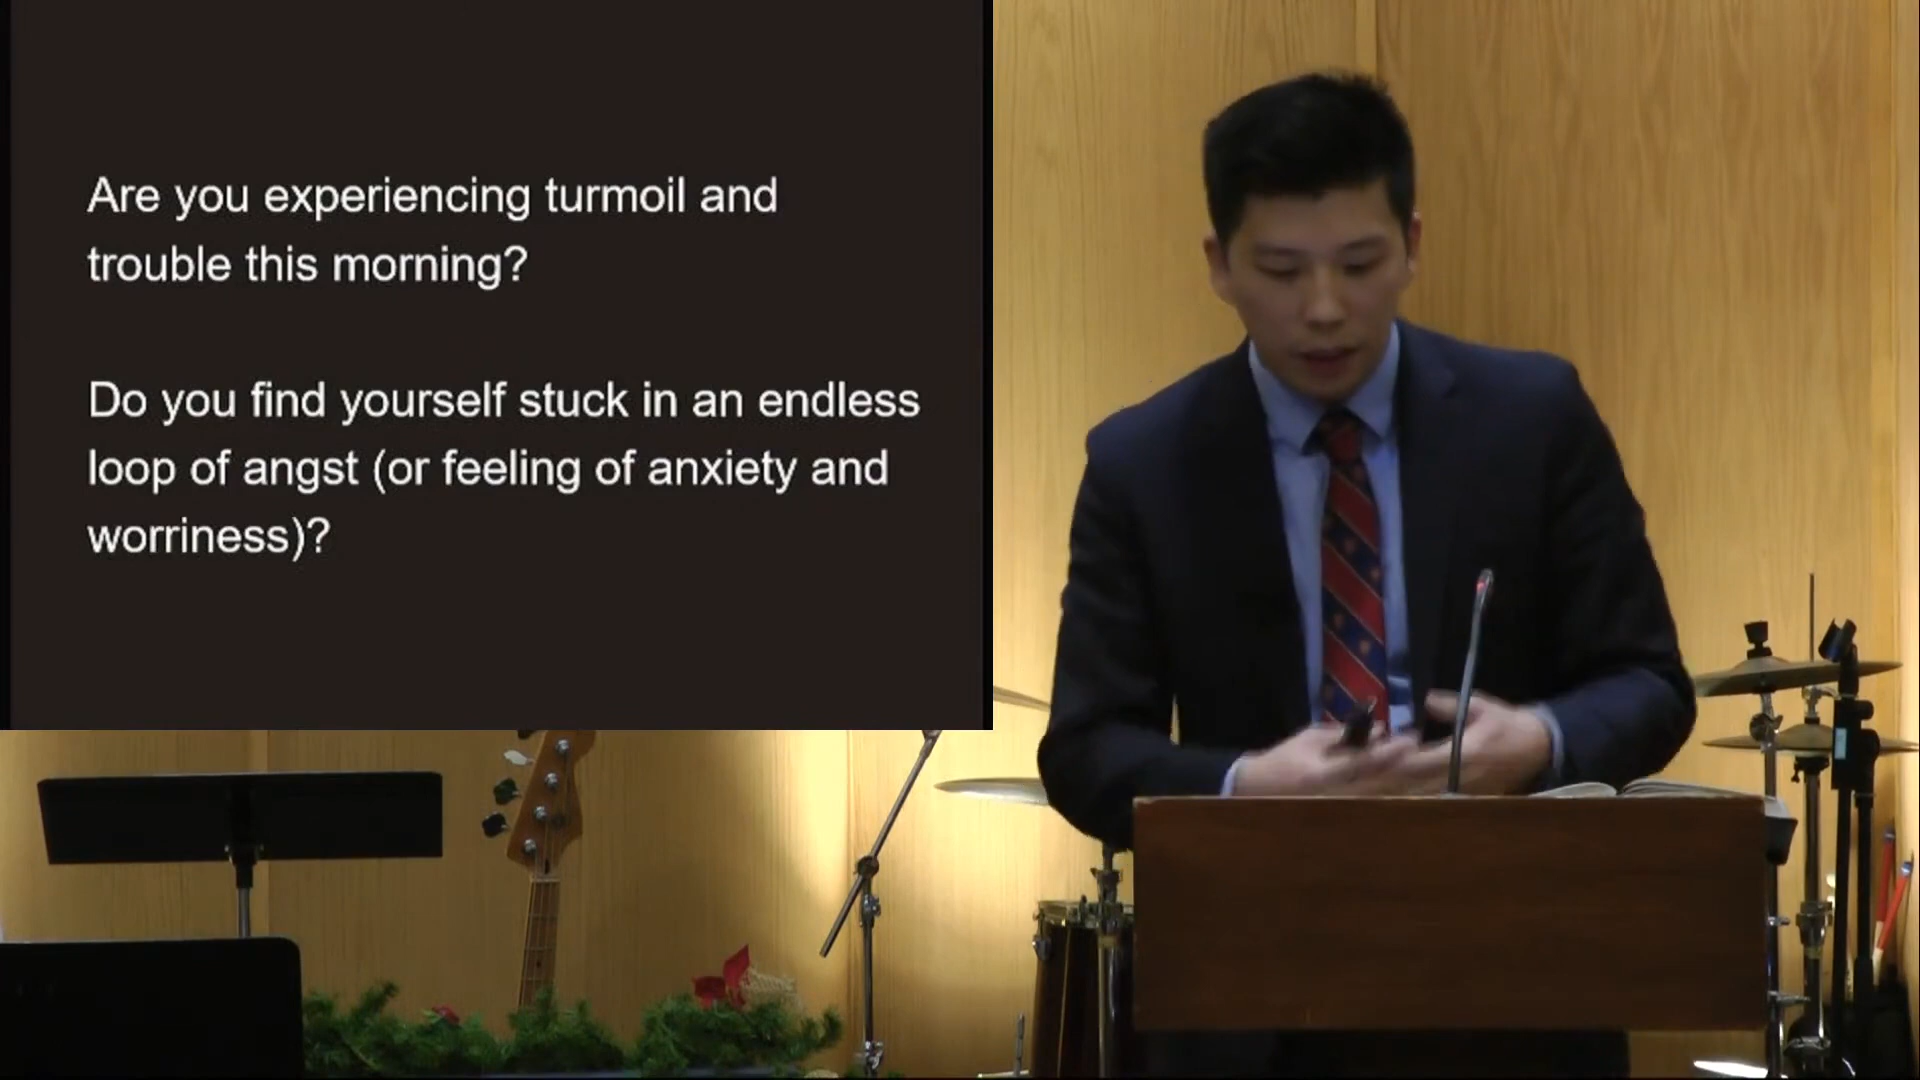 Are you experiencing turmoil and
trouble this morning?
Do you find yourself stuck in an endless
loop of angst (or feeling of anxiety and
worriness)?